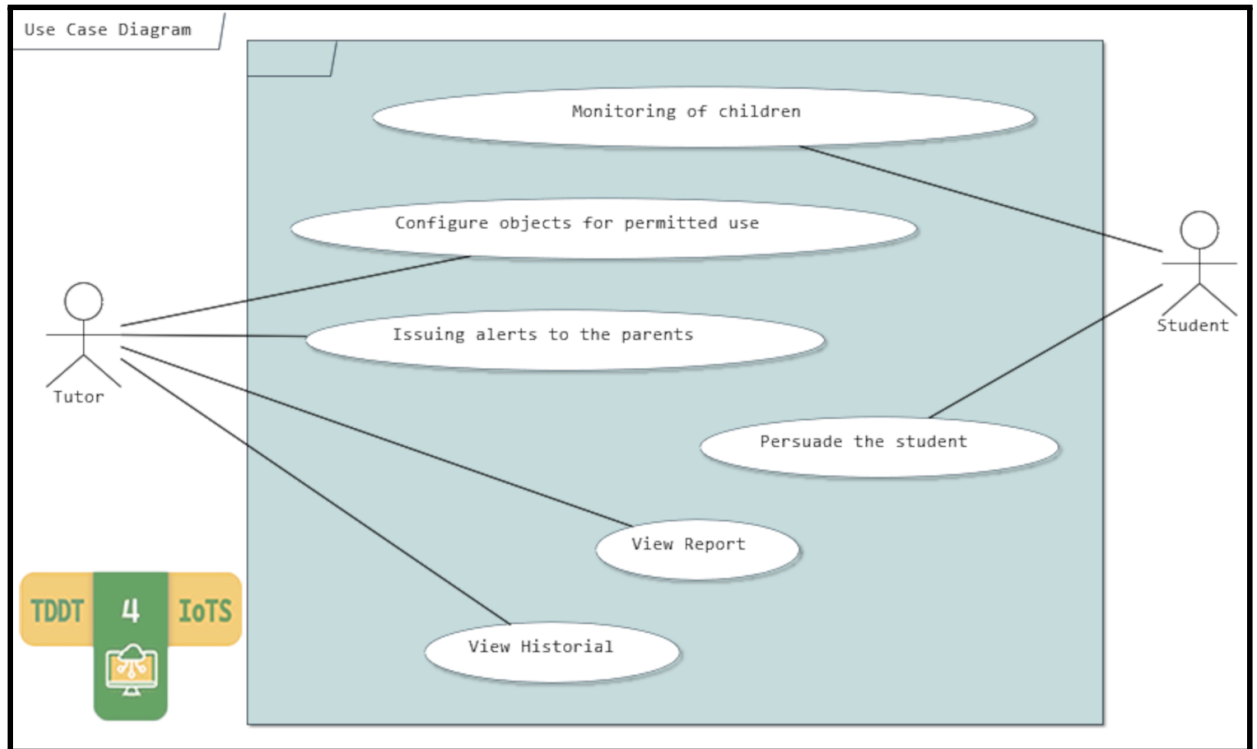 Use Case Diagram
Monitoring of children
Configure objects for permitted use
Issuing alerts to the parents
Student
Tutor
Persuade the student
View Report
TDDT 4 IoTS
View Historial